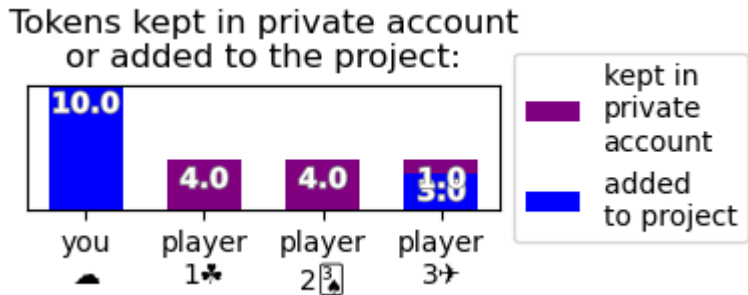 Tokens kept in private account
or added to the project:
10.0
4.0
4.0
1.0
3.0
you
☁
player
1♣
player
2🃓
player
3✈
kept in
private
account
added
to project